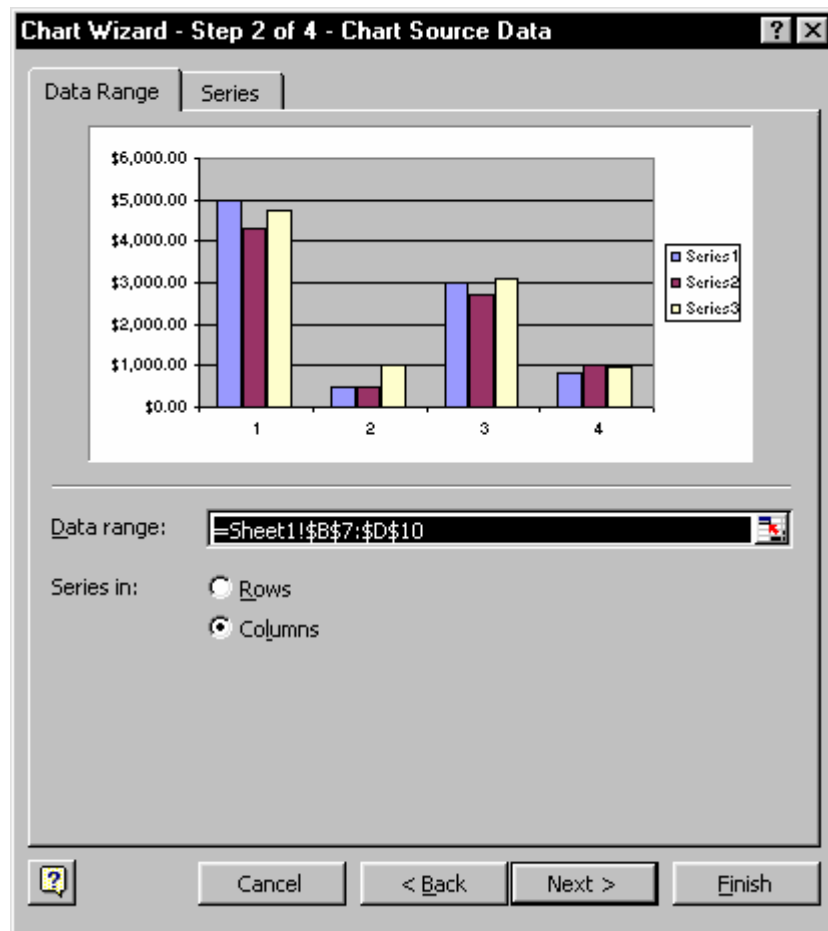 Chart Wizard - Step 2 of 4 - Chart Source Data
? X
Data Range
Series
$6,000.00
$5,000.00
$4,000.00
$3,000.00
$2,000.00
$1,000.00
$0.00
1 2 3 4
Series1
Series2
Series3
Data range: =Sheet1!$B$7:$D$10
Series in: Rows
Columns
? Cancel < Back Next > Finish